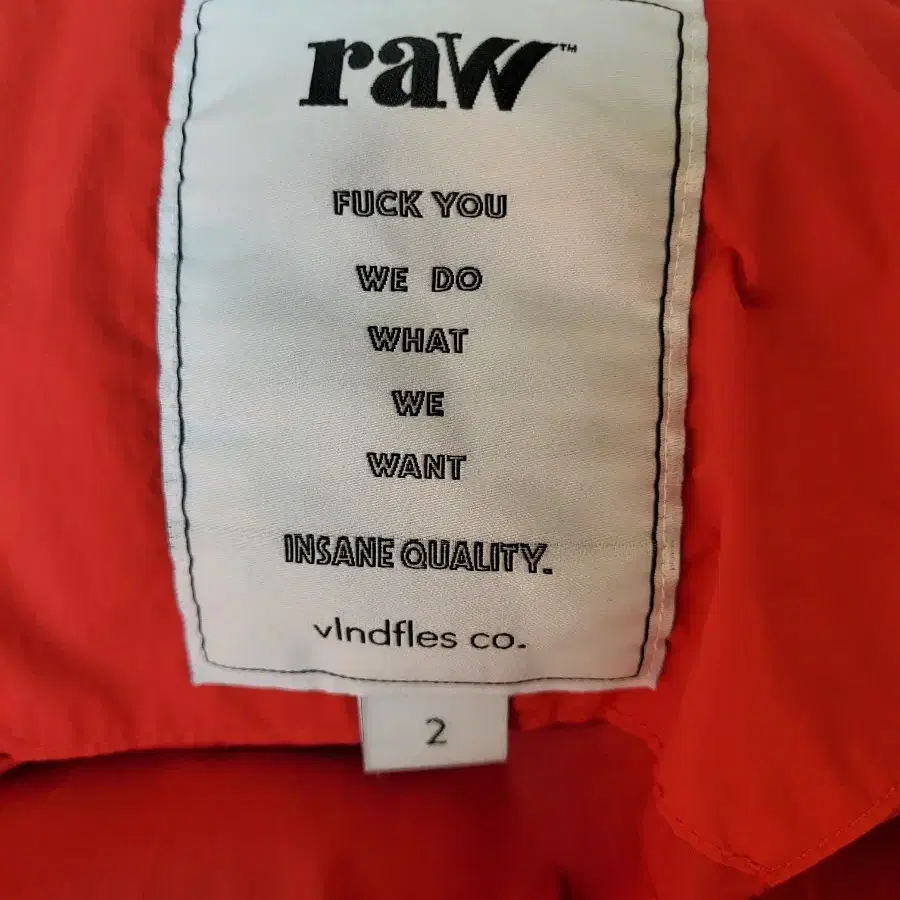 raw™
FUCK YOU
WE DO
WHAT
WE
WANT
INSANE QUALITY.
vlndfles co.
2